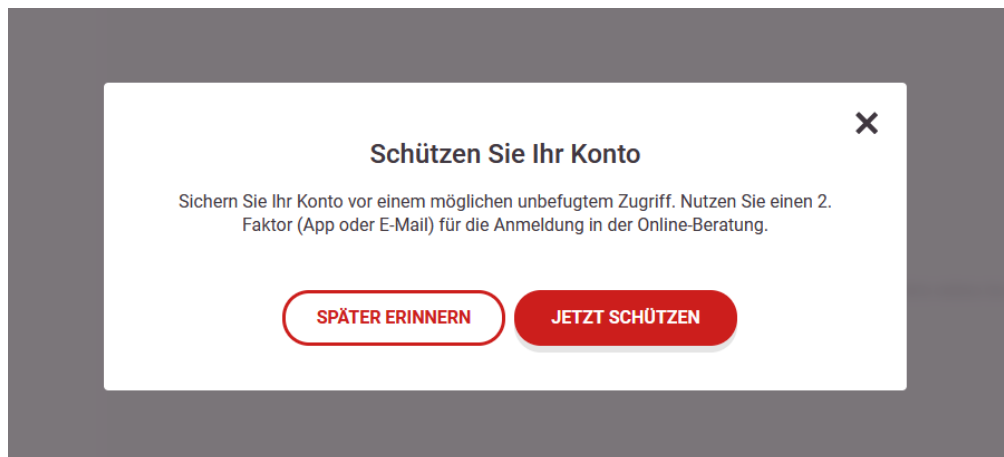 Schützen Sie Ihr Konto
Sichern Sie Ihr Konto vor einem möglichen unbefugtem Zugriff. Nutzen Sie einen 2.
Faktor (App oder E-Mail) für die Anmeldung in der Online-Beratung.
SPÄTER ERINNERN
JETZT SCHÜTZEN